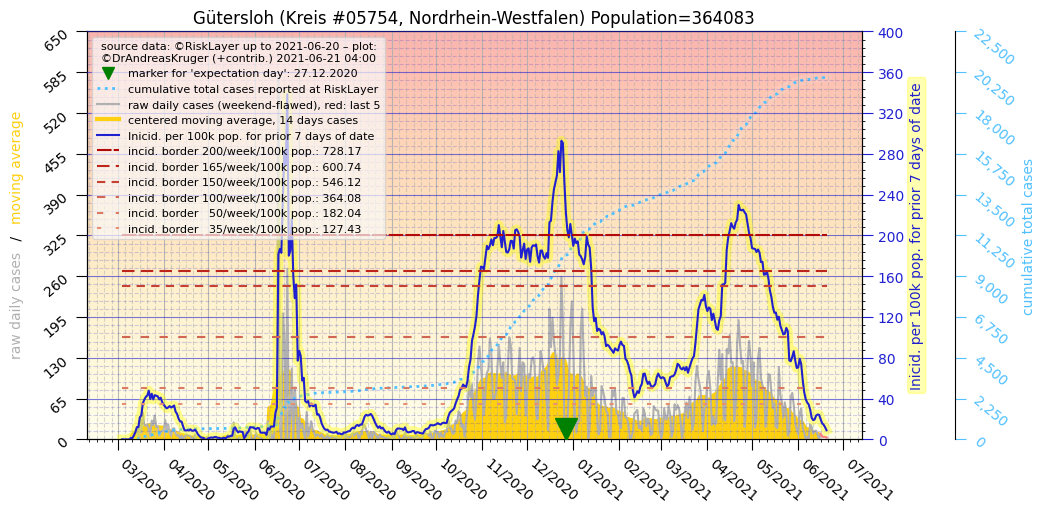 Gütersloh (Kreis #05754, Nordrhein-Westfalen) Population=364083
source data: ©RiskLayer up to 2021-06-20 – plot:
©DrAndreasKruger (+contrib.) 2021-06-21 04:00
marker for 'expectation day': 27.12.2020
cumulative total cases reported at RiskLayer
raw daily cases (weekend-flawed), red: last 5
centered moving average, 14 days cases
Inicid. per 100k pop. for prior 7 days of date
incid. border 200/week/100k pop.: 728.17
incid. border 165/week/100k pop.: 600.74
incid. border 150/week/100k pop.: 546.12
incid. border 100/week/100k pop.: 364.08
incid. border 50/week/100k pop.: 182.04
incid. border 35/week/100k pop.: 127.43
raw daily cases / moving average
650
585
520
455
390
325
260
195
130
65
0
400
360
320
280
240
200
160
120
80
40
0
Inicid. per 100k pop. for prior 7 days of date
22,500
20,250
18,000
15,750
13,500
11,250
9,000
6,750
4,500
2,250
0
cumulative total cases
03/2020
04/2020
05/2020
06/2020
07/2020
08/2020
09/2020
10/2020
11/2020
12/2020
01/2021
02/2021
03/2021
04/2021
05/2021
06/2021
07/2021